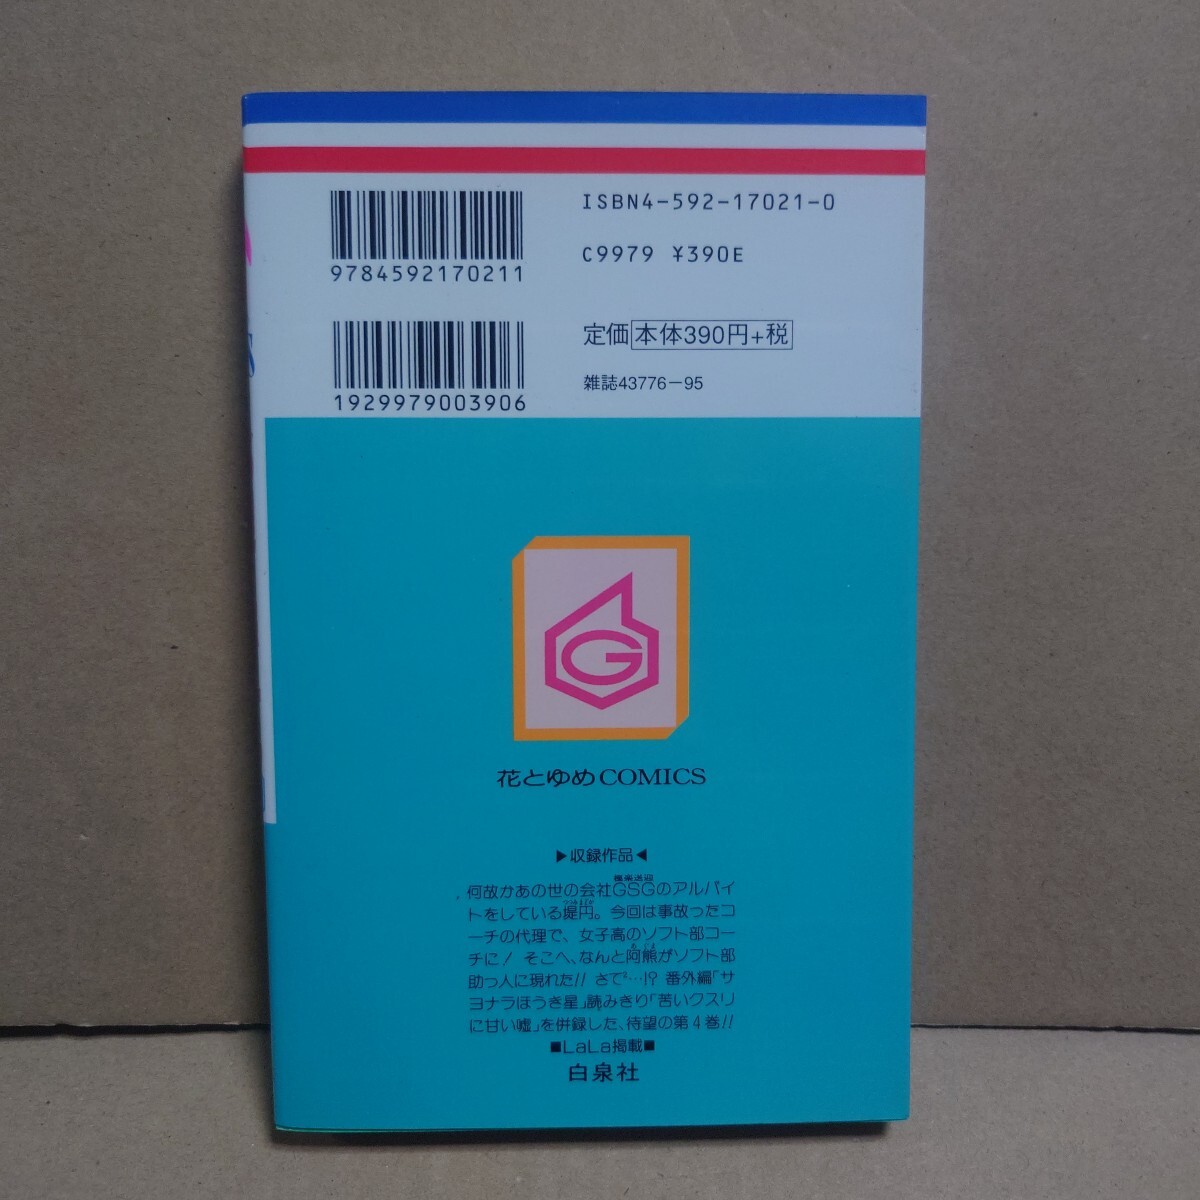 ISBN4-592-17021-0
9784592170211
C9979 ¥390E
定価本体390円+税
1929979003906
雑誌43776-95
G
花とゆめCOMICS
▶収録作品◀
何故かあの世の会社GSGのアルバイ
トをしている堤円。今回は事故ったコ
ーチの代理で、女子高のソフト部コー
チに! そこへ、なんと阿熊がソフト部
助っ人に現れた!! さて²…!? 番外編「サ
ヨナラほうき星」読みきり「苦いクスリ
に甘い嘘」を併録した、待望の第4巻!!
■LaLa掲載■
白泉社